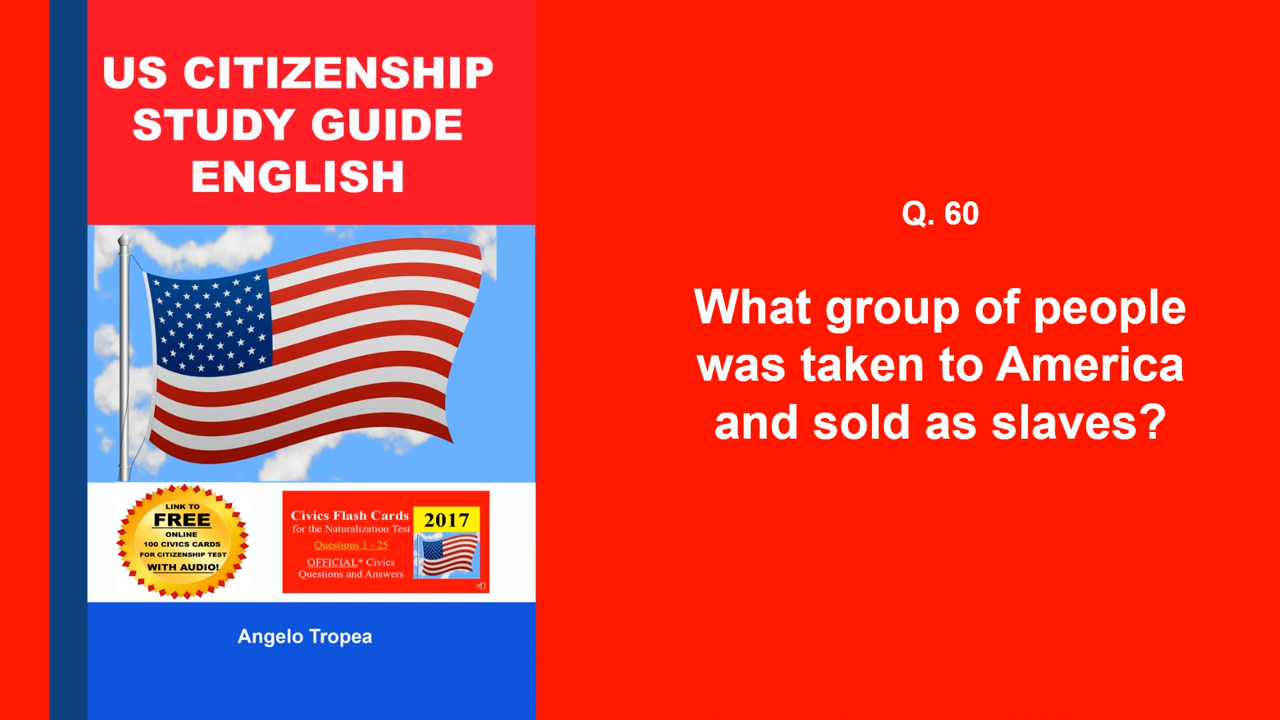 US CITIZENSHIP
STUDY GUIDE
ENGLISH
LINK TO
FREE
ONLINE
100 CIVICS CARDS
FOR CITIZENSHIP TEST
WITH AUDIO!
Civics Flash Cards
for the Naturalization Test
Questions 1 - 25
OFFICIAL* Civics
Questions and Answers
2017
Angelo Tropea
Q. 60
What group of people
was taken to America
and sold as slaves?